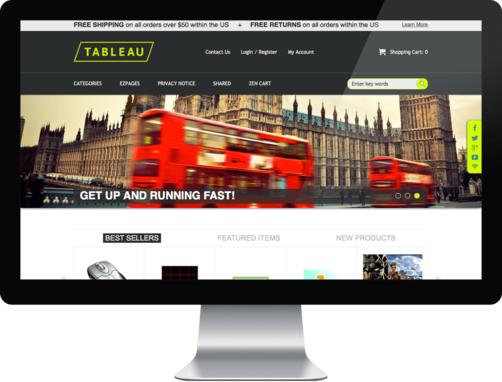 FREE SHIPPING on all orders over $50 within the US + FREE RETURNS on all orders within the US Learn More
TABLEAU
Contact Us Login / Register My Account Shopping Cart: 0
CATEGORIES EZPAGES PRIVACY NOTICE SHARED ZEN CART
Enter key words
GET UP AND RUNNING FAST!
BEST SELLERS FEATURED ITEMS NEW PRODUCTS